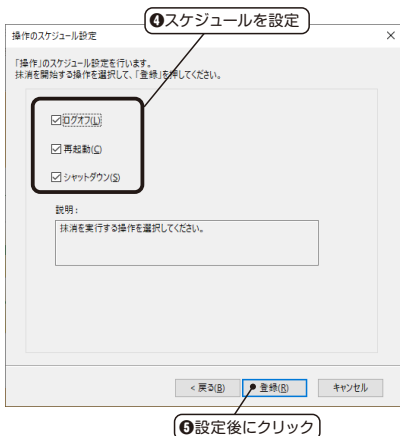 ❹スケジュールを設定
操作のスケジュール設定
「操作」のスケジュール設定を行います。
抹消を開始する操作を選択して、「登録」を押してください。
ログオフ(L)
再起動(C)
シャットダウン(S)
説明:
抹消を実行する操作を選択してください。
< 戻る(B)
登録(R)
キャンセル
❺設定後にクリック